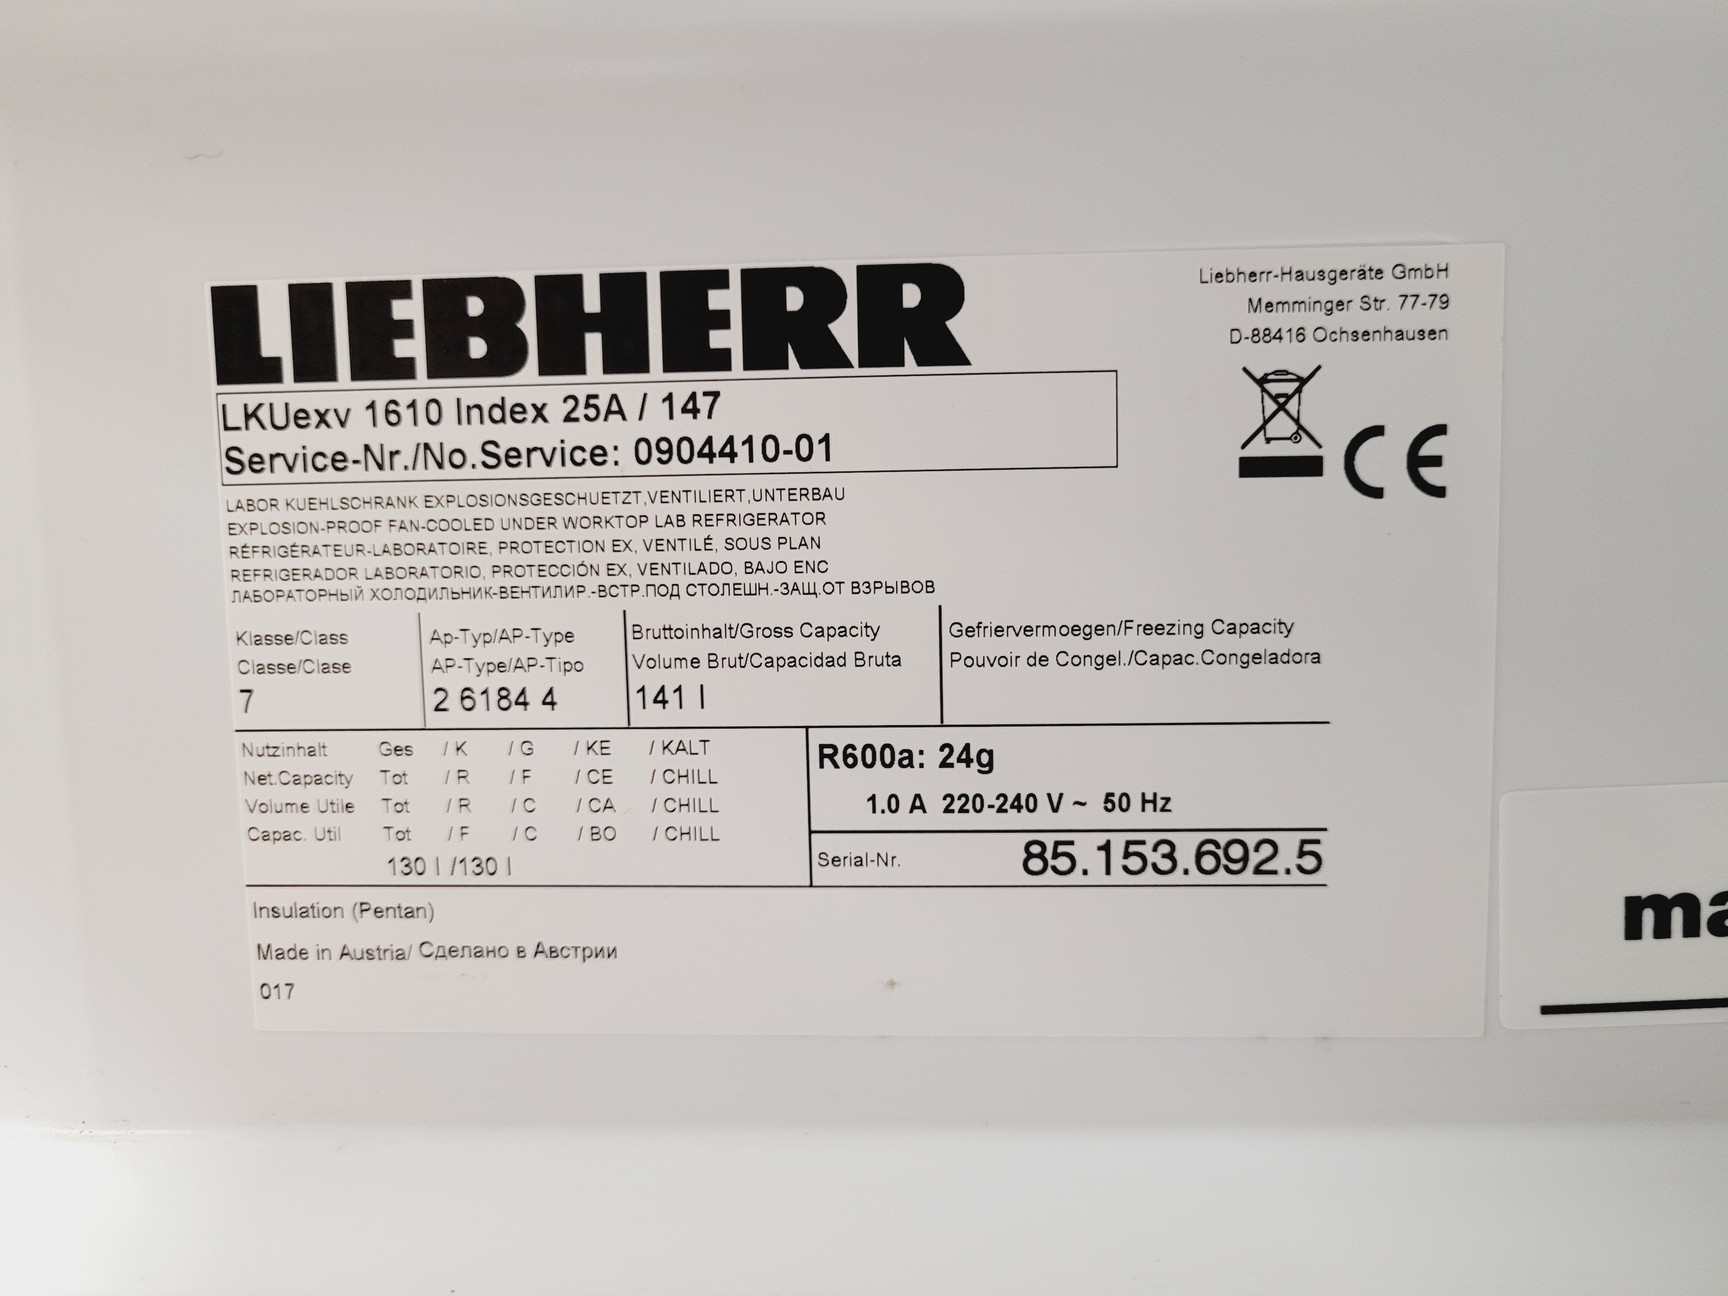 LIEBHERR
Liebherr-Hausgeräte GmbH
Memminger Str. 77-79
D-88416 Ochsenhausen
LKUexv 1610 Index 25A / 147
Service-Nr./No.Service: 0904410-01
CE
LABOR KUEHLSCHRANK EXPLOSIONSGESCHUETZT,VENTILIERT,UNTERBAU
EXPLOSION-PROOF FAN-COOLED UNDER WORKTOP LAB REFRIGERATOR
RÉFRIGÉRATEUR-LABORATOIRE, PROTECTION EX, VENTILÉ, SOUS PLAN
REFRIGERADOR LABORATORIO, PROTECCIÓN EX, VENTILADO, BAJO ENC
ЛАБОРАТОРНЫЙ ХОЛОДИЛЬНИК-ВЕНТИЛИР.-ВСТР.ПОД СТОЛЕШН.-ЗАЩ.ОТ ВЗРЫВОВ
Klasse/Class
Classe/Clase
7
Ap-Typ/AP-Type
AP-Type/AP-Tipo
2 6184 4
Bruttoinhalt/Gross Capacity
Volume Brut/Capacidad Bruta
141 l
Gefriervermoegen/Freezing Capacity
Pouvoir de Congel./Capac.Congeladora
Nutzinhalt Ges / K / G / KE / KALT
Net.Capacity Tot / R / F / CE / CHILL
Volume Utile Tot / R / C / CA / CHILL
Capac. Util Tot / F / C / BO / CHILL
130 l /130 l
R600a: 24g
1.0 A 220-240 V ~ 50 Hz
Serial-Nr. 85.153.692.5
Insulation (Pentan)
Made in Austria/ Сделано в Австрии
017